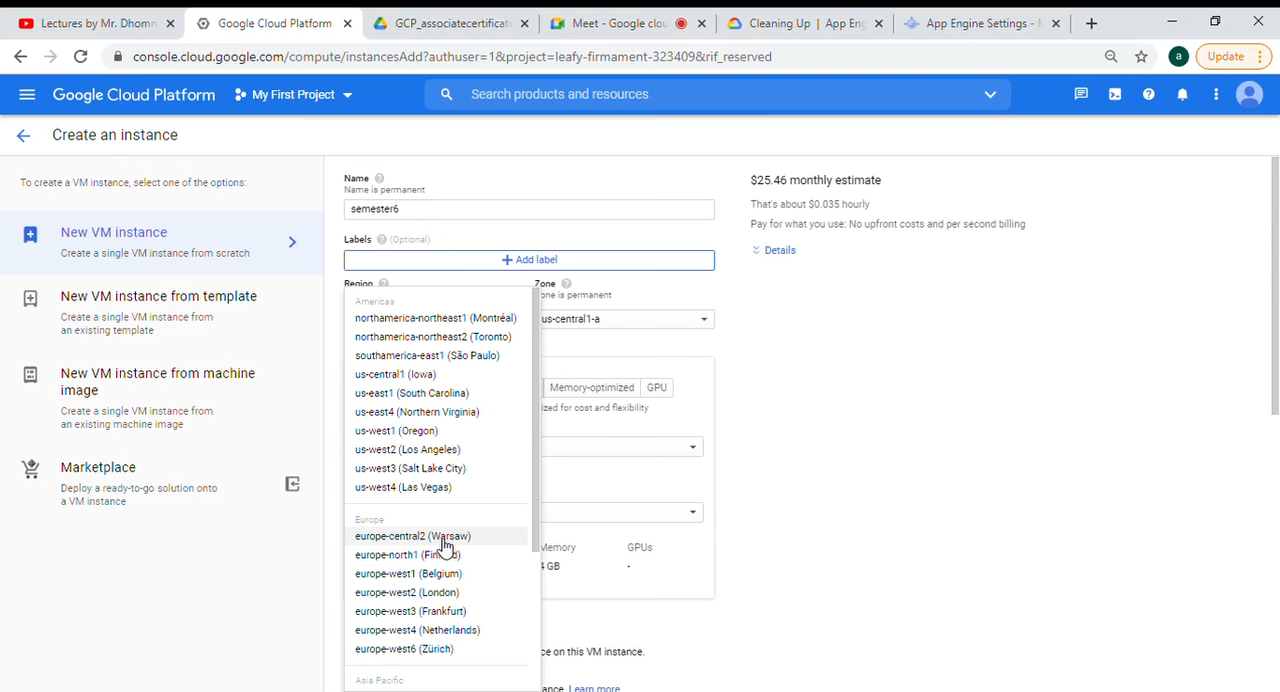 Lectures by Mr. Dhomn
Google Cloud Platform
GCP_associatecertificate
Meet - Google clou
Cleaning Up | App Eng
App Engine Settings - M
console.cloud.google.com/compute/instancesAdd?authuser=1&project=leafy-firmament-323409&rif_reserved
a
Update
Google Cloud Platform
My First Project
Search products and resources
Create an instance
To create a VM instance, select one of the options:
New VM instance
Create a single VM instance from scratch
New VM instance from template
Create a single VM instance from
an existing template
New VM instance from machine
image
Create a single VM instance from
an existing machine image
Marketplace
Deploy a ready-to-go solution onto
a VM instance
Name
Name is permanent
semester6
Labels (Optional)
Add label
Region
Zone
one is permanent
us-central1-a
Americas
northamerica-northeast1 (Montréal)
northamerica-northeast2 (Toronto)
southamerica-east1 (São Paulo)
us-central1 (Iowa)
us-east1 (South Carolina)
us-east4 (Northern Virginia)
us-west1 (Oregon)
us-west2 (Los Angeles)
us-west3 (Salt Lake City)
us-west4 (Las Vegas)
Europe
europe-central2 (Warsaw)
europe-north1 (Finland)
europe-west1 (Belgium)
europe-west2 (London)
europe-west3 (Frankfurt)
europe-west4 (Netherlands)
europe-west6 (Zürich)
Asia Pacific
Memory-optimized
GPU
ized for cost and flexibility
Memory
GPUs
4 GB
-
ce on this VM instance.
ance. Learn more
$25.46 monthly estimate
That's about $0.035 hourly
Pay for what you use: No upfront costs and per second billing
Details